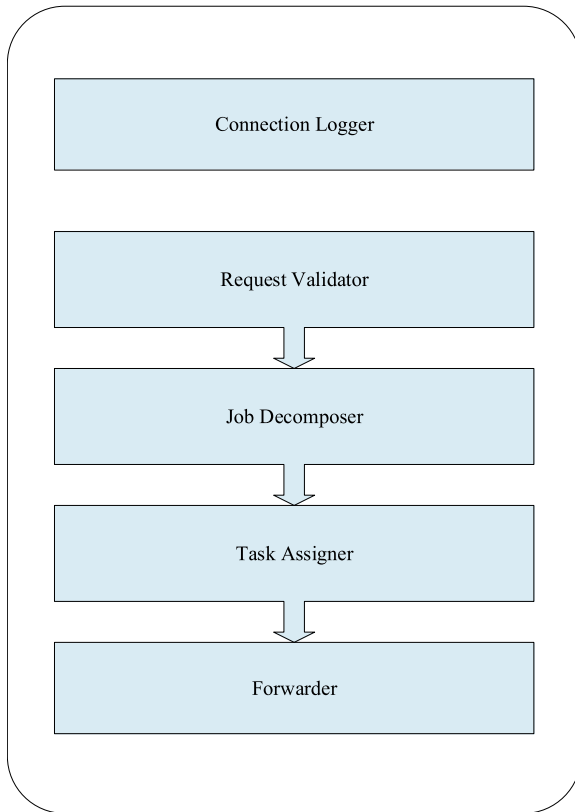 Connection Logger
Request Validator
Job Decomposer
Task Assigner
Forwarder